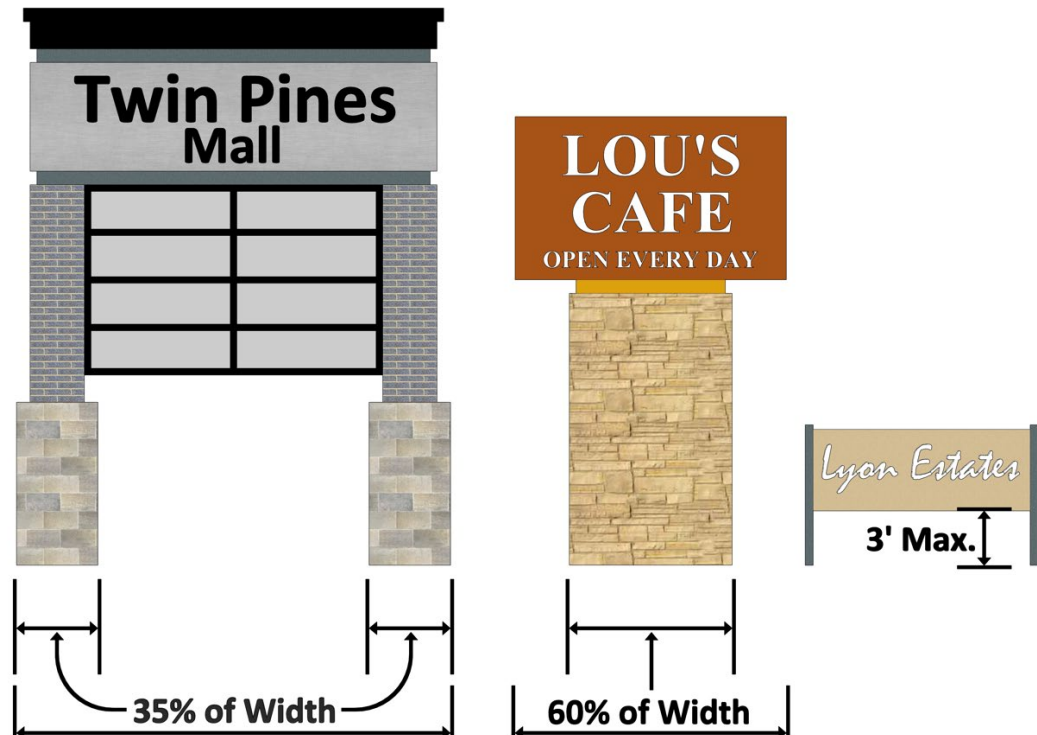 Twin Pines
Mall
LOU'S
CAFE
OPEN EVERY DAY
Lyon Estates
3' Max.
35% of Width
60% of Width